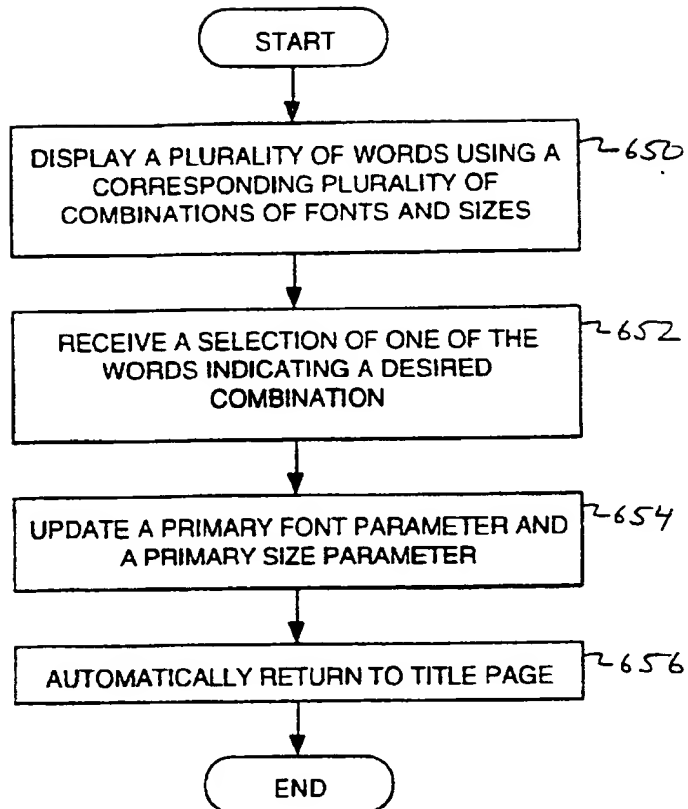 START
DISPLAY A PLURALITY OF WORDS USING A
CORRESPONDING PLURALITY OF
COMBINATIONS OF FONTS AND SIZES
650
RECEIVE A SELECTION OF ONE OF THE
WORDS INDICATING A DESIRED
COMBINATION
652
UPDATE A PRIMARY FONT PARAMETER AND
A PRIMARY SIZE PARAMETER
654
AUTOMATICALLY RETURN TO TITLE PAGE
656
END